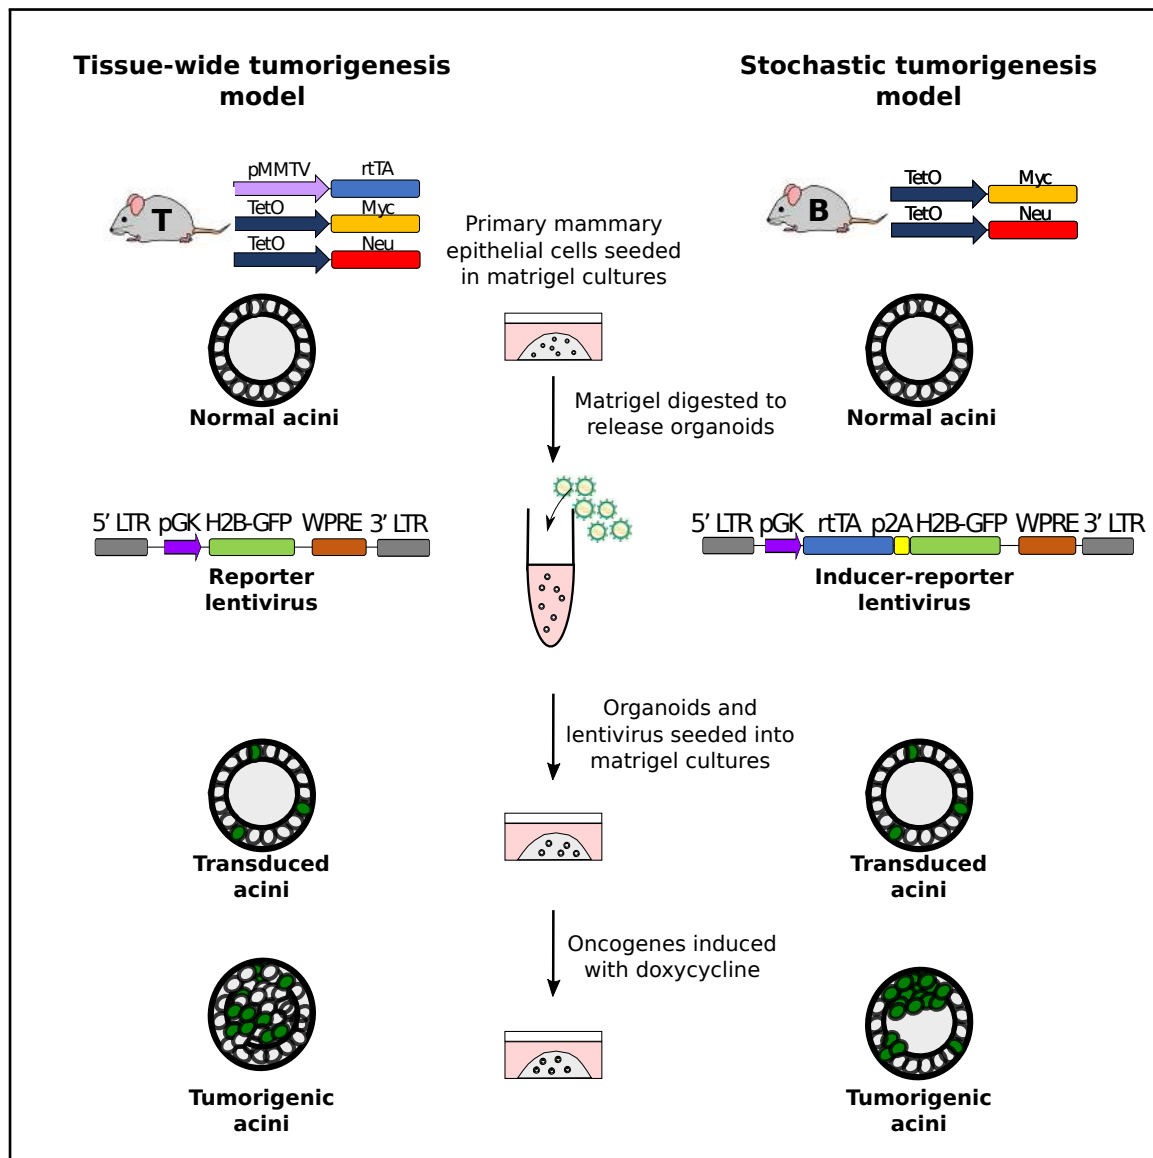 Tissue-wide tumorigenesis
model
Stochastic tumorigenesis
model
pMMTV rtTA
TetO Myc
TetO Neu
T
TetO Myc
TetO Neu
B
Primary mammary
epithelial cells seeded
in matrigel cultures
Normal acini
Normal acini
Matrigel digested to
release organoids
5’ LTR pGK H2B-GFP WPRE 3’ LTR
Reporter
lentivirus
5’ LTR pGK rtTA p2A H2B-GFP WPRE 3’ LTR
Inducer-reporter
lentivirus
Organoids and
lentivirus seeded into
matrigel cultures
Transduced
acini
Transduced
acini
Oncogenes induced
with doxycycline
Tumorigenic
acini
Tumorigenic
acini